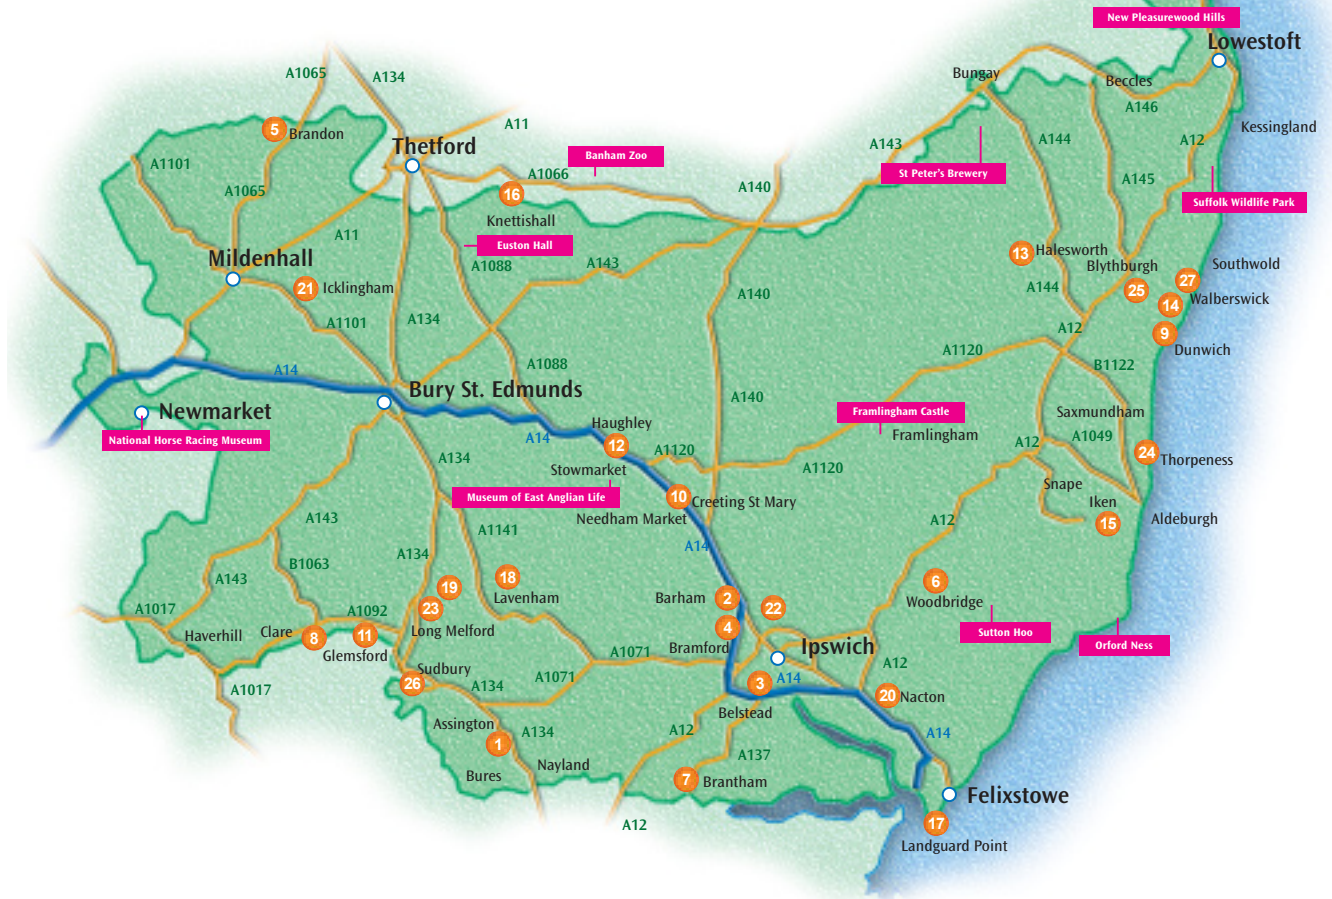 New Pleasurewood Hills
Lowestoft
A1065
A134
Bungay
Beccles
A146
A11
5
Brandon
Kessingland
Thetford
A143
A144
A12
Banham Zoo
A1101
A1066
St Peter's Brewery
A145
A1065
16
A140
Suffolk Wildlife Park
Knettishall
A11
Euston Hall
13
Halesworth
Mildenhall
A1088
A143
Blythburgh
Southwold
27
21
Icklingham
A140
A144
25
14
Walberswick
A1101
A134
A12
9
Dunwich
A1120
A14
A1088
B1122
Bury St. Edmunds
A140
Newmarket
Framlingham Castle
Saxmundham
National Horse Racing Museum
Haughley
A14
Framlingham
A1049
12
A1120
A12
A134
Stowmarket
A1120
24
Thorpeness
Snape
Museum of East Anglian Life
10
Creeting St Mary
Iken
A143
Needham Market
A12
15
Aldeburgh
A1141
A14
A134
B1063
A143
18
6
19
Lavenham
Barham
2
Woodbridge
A1017
A1092
23
22
Haverhill
Clare
8
11
Long Melford
4
Sutton Hoo
Glemsford
A1071
Bramford
Ipswich
Orford Ness
Sudbury
A12
A1017
26
A134
A1071
3
A14
20
Nacton
Belstead
Assington
A134
A12
A14
1
A137
Bures
Nayland
7
Brantham
Felixstowe
A12
17
Landguard Point